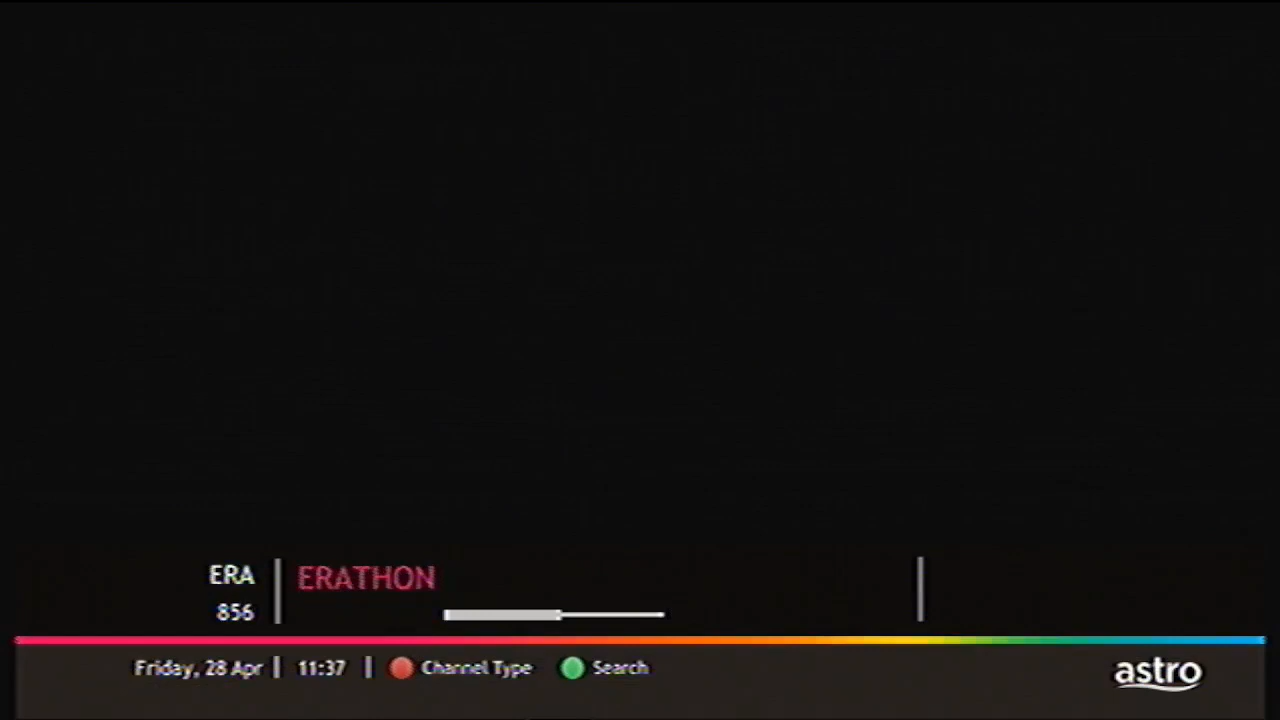 ERA
ERATHON
856
Friday, 28 Apr
11:37
Channel Type
Search
astro